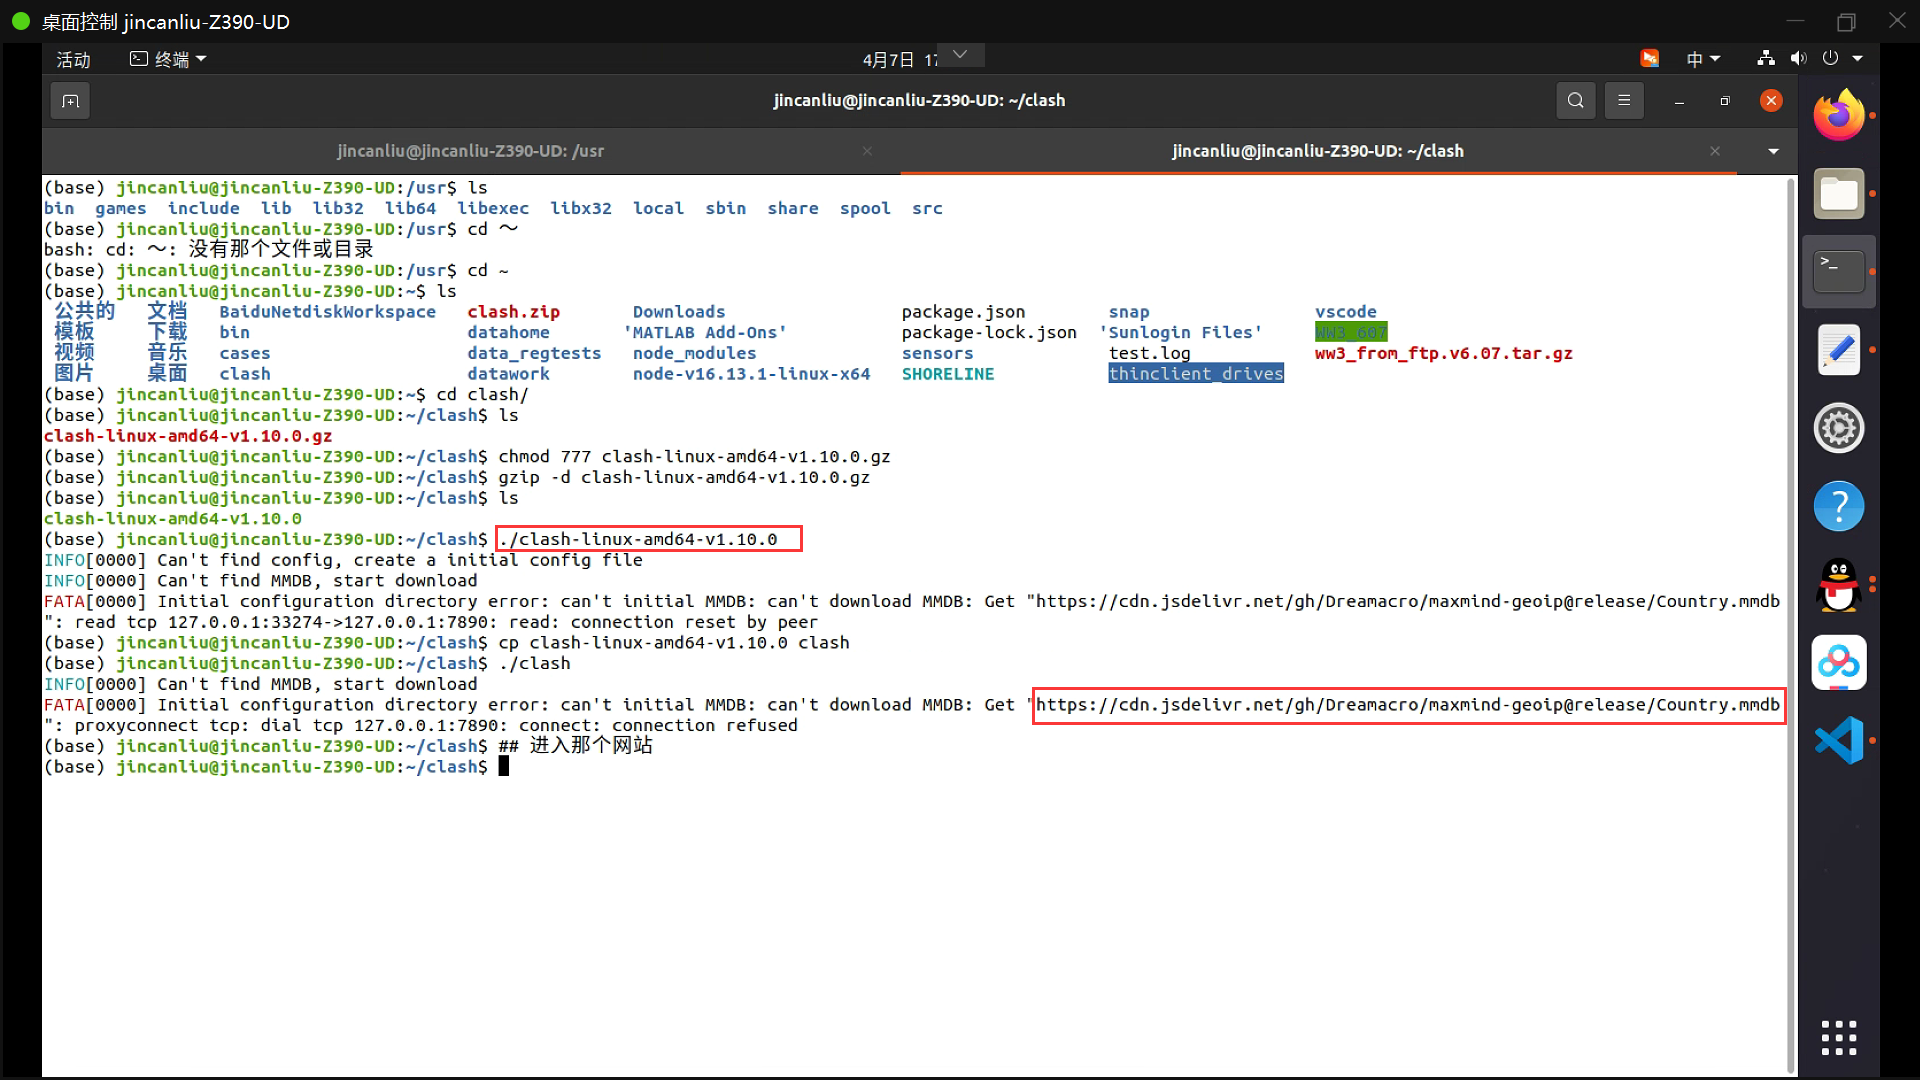 桌面控制 jincanliu-Z390-UD
活动 终端 4月7日 17 中
jincanliu@jincanliu-Z390-UD: ~/clash
jincanliu@jincanliu-Z390-UD: /usr
jincanliu@jincanliu-Z390-UD: ~/clash
(base) jincanliu@jincanliu-Z390-UD:/usr$ ls
bin games include lib lib32 lib64 libexec libx32 local sbin share spool src
(base) jincanliu@jincanliu-Z390-UD:/usr$ cd ～
bash: cd: ～: 没有那个文件或目录
(base) jincanliu@jincanliu-Z390-UD:/usr$ cd ~
(base) jincanliu@jincanliu-Z390-UD:~$ ls
公共的 文档 BaiduNetdiskWorkspace clash.zip Downloads package.json snap vscode
模板 下载 bin datahome 'MATLAB Add-Ons' package-lock.json 'Sunlogin Files' WW3_607
视频 音乐 cases data_regtests node_modules sensors test.log ww3_from_ftp.v6.07.tar.gz
图片 桌面 clash datawork node-v16.13.1-linux-x64 SHORELINE thinclient_drives
(base) jincanliu@jincanliu-Z390-UD:~$ cd clash/
(base) jincanliu@jincanliu-Z390-UD:~/clash$ ls
clash-linux-amd64-v1.10.0.gz
(base) jincanliu@jincanliu-Z390-UD:~/clash$ chmod 777 clash-linux-amd64-v1.10.0.gz
(base) jincanliu@jincanliu-Z390-UD:~/clash$ gzip -d clash-linux-amd64-v1.10.0.gz
(base) jincanliu@jincanliu-Z390-UD:~/clash$ ls
clash-linux-amd64-v1.10.0
(base) jincanliu@jincanliu-Z390-UD:~/clash$ ./clash-linux-amd64-v1.10.0
INFO[0000] Can't find config, create a initial config file
INFO[0000] Can't find MMDB, start download
FATA[0000] Initial configuration directory error: can't initial MMDB: can't download MMDB: Get "https://cdn.jsdelivr.net/gh/Dreamacro/maxmind-geoip@release/Country.mmdb
": read tcp 127.0.0.1:33274->127.0.0.1:7890: read: connection reset by peer
(base) jincanliu@jincanliu-Z390-UD:~/clash$ cp clash-linux-amd64-v1.10.0 clash
(base) jincanliu@jincanliu-Z390-UD:~/clash$ ./clash
INFO[0000] Can't find MMDB, start download
FATA[0000] Initial configuration directory error: can't initial MMDB: can't download MMDB: Get "https://cdn.jsdelivr.net/gh/Dreamacro/maxmind-geoip@release/Country.mmdb
": proxyconnect tcp: dial tcp 127.0.0.1:7890: connect: connection refused
(base) jincanliu@jincanliu-Z390-UD:~/clash$ ## 进入那个网站
(base) jincanliu@jincanliu-Z390-UD:~/clash$